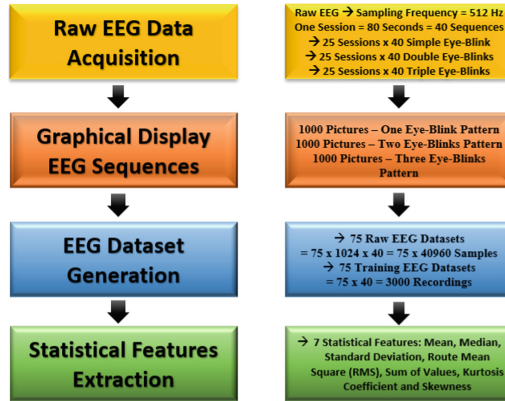 Raw EEG Data
Acquisition
Raw EEG → Sampling Frequency = 512 Hz
One Session = 80 Seconds = 40 Sequences
→ 25 Sessions x 40 Simple Eye-Blink
→ 25 Sessions x 40 Double Eye-Blinks
→ 25 Sessions x 40 Triple Eye-Blinks
Graphical Display
EEG Sequences
1000 Pictures – One Eye-Blink Pattern
1000 Pictures – Two Eye-Blinks Pattern
1000 Pictures – Three Eye-Blinks
Pattern
EEG Dataset
Generation
→ 75 Raw EEG Datasets
= 75 x 1024 x 40 = 75 x 40960 Samples
→ 75 Training EEG Datasets
= 75 x 40 = 3000 Recordings
Statistical Features
Extraction
→ 7 Statistical Features: Mean, Median,
Standard Deviation, Route Mean
Square (RMS), Sum of Values, Kurtosis
Coefficient and Skewness